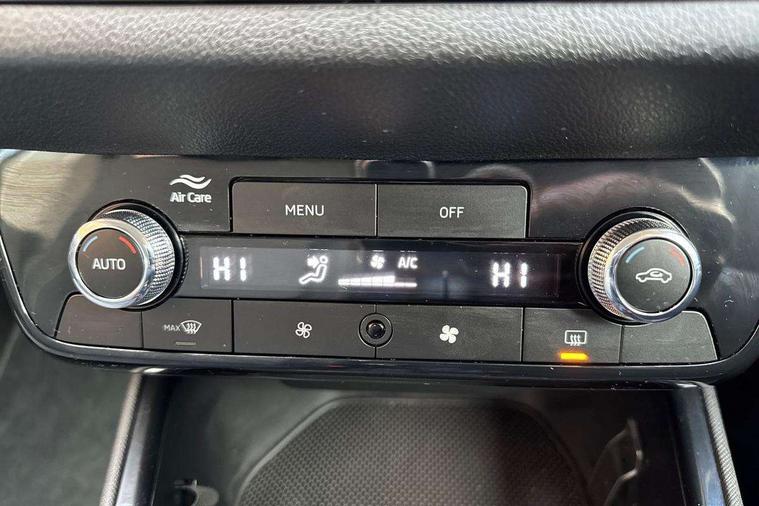 Air Care
MENU
OFF
AUTO
HI
A/C
HI
MAX